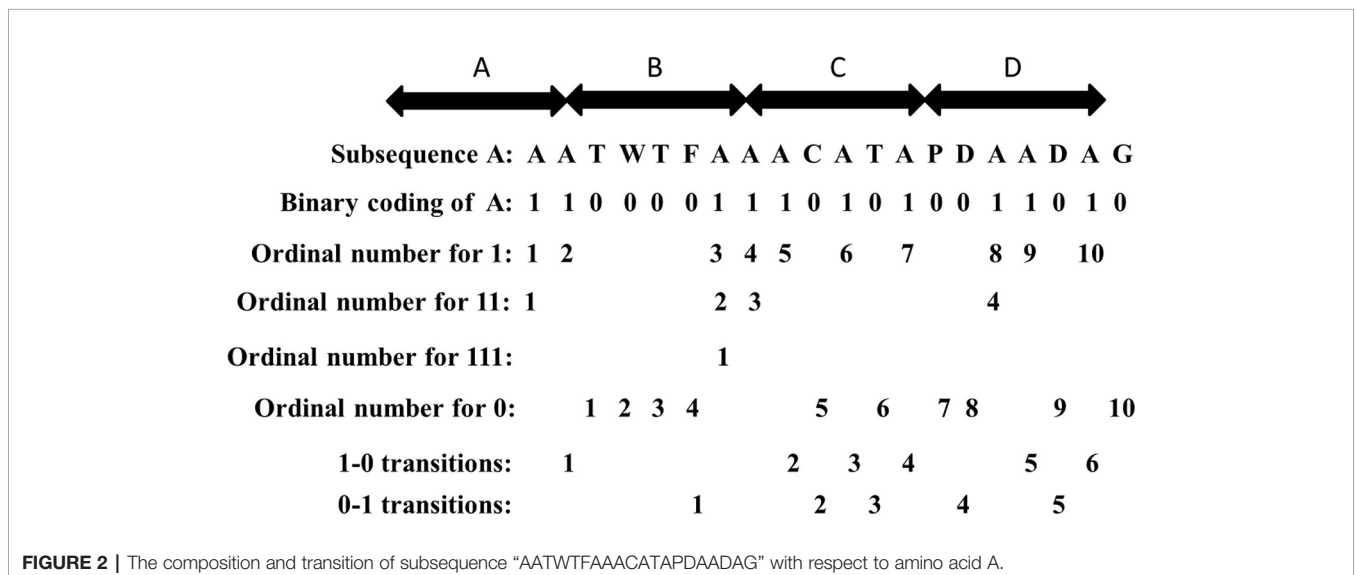 A B C D
Subsequence A: A A T W T F A A A C A T A P D A A D A G
Binary coding of A: 1 1 0 0 0 0 1 1 1 0 1 0 1 0 0 1 1 0 1 0
Ordinal number for 1: 1 2 3 4 5 6 7 8 9 10
Ordinal number for 11: 1 2 3 4
Ordinal number for 111: 1
Ordinal number for 0: 1 2 3 4 5 6 7 8 9 10
1-0 transitions: 1 2 3 4 5 6
0-1 transitions: 1 2 3 4 5
FIGURE 2 | The composition and transition of subsequence “AATWTFAAACATAPDAADAG” with respect to amino acid A.